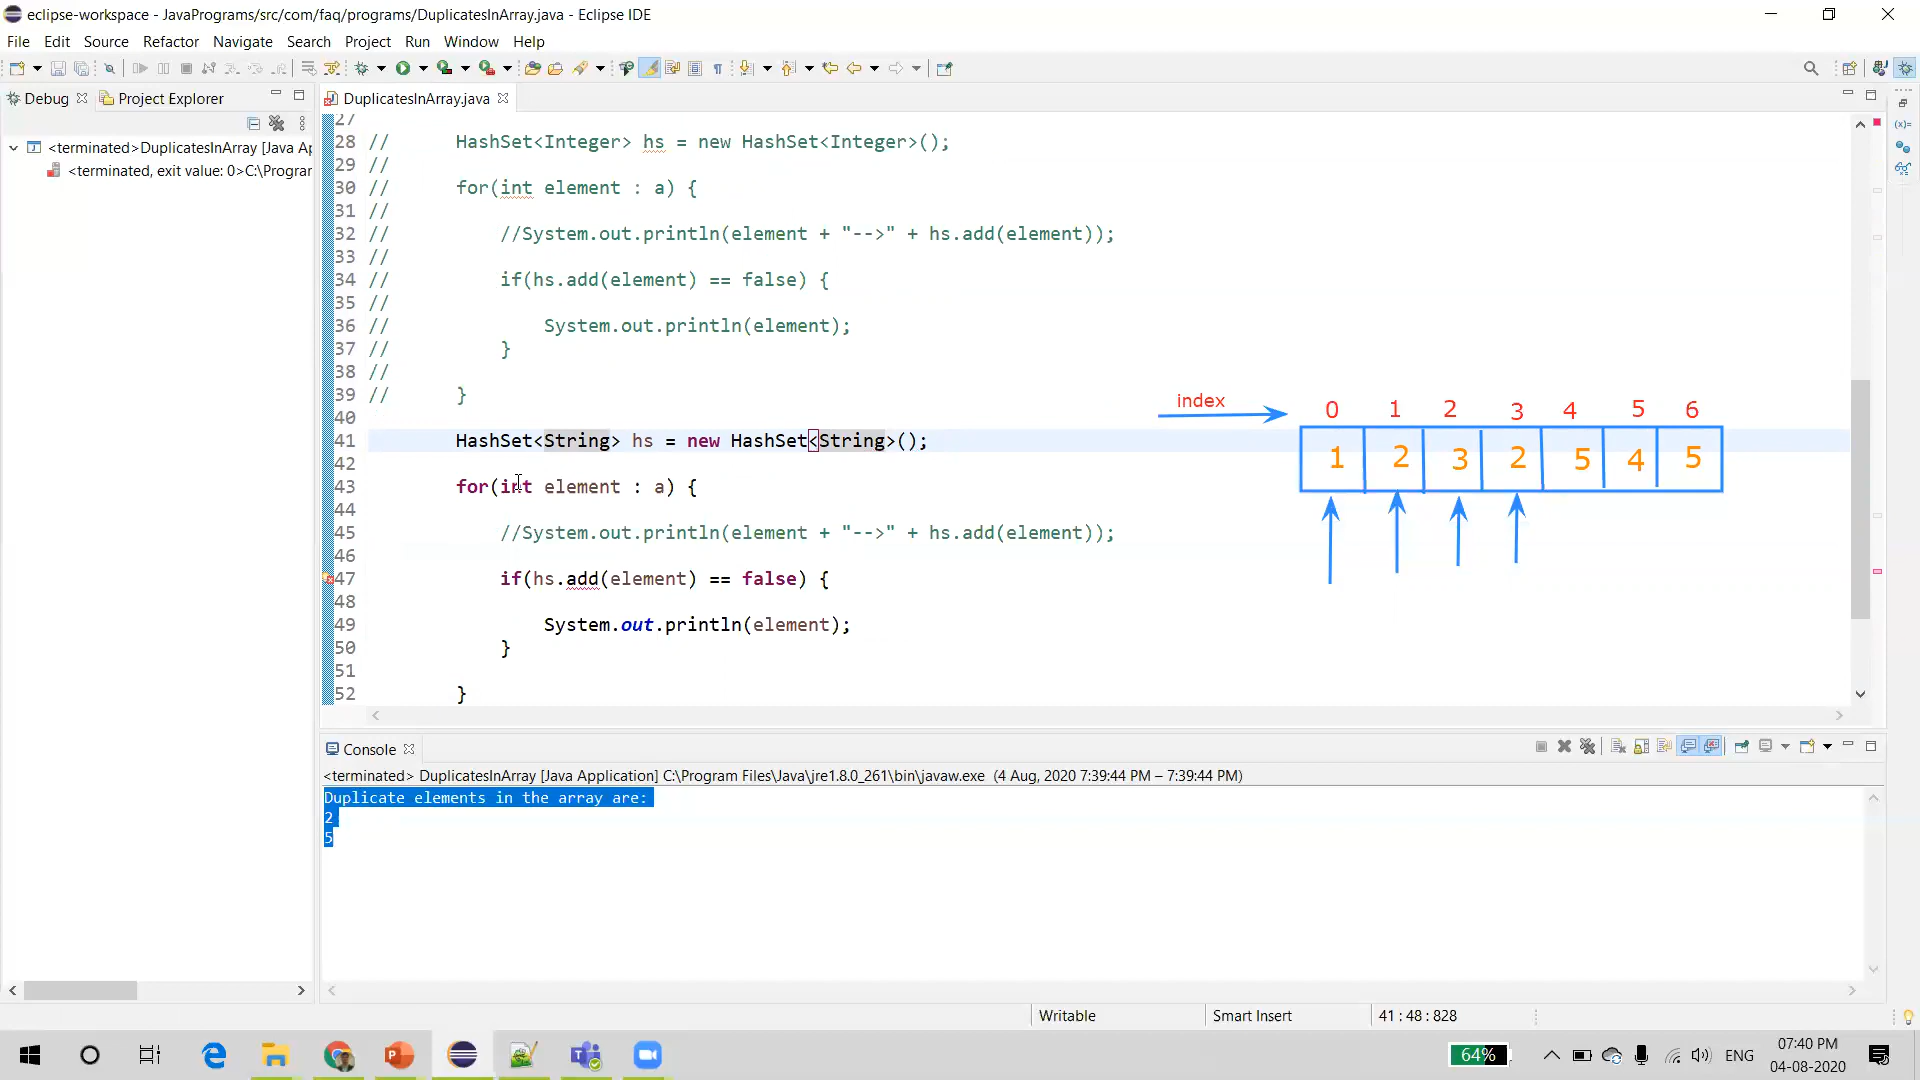 eclipse-workspace - JavaPrograms/src/com/faq/programs/DuplicatesInArray.java - Eclipse IDE
File Edit Source Refactor Navigate Search Project Run Window Help
Debug Project Explorer
DuplicatesInArray.java
<terminated>DuplicatesInArray [Java Ap
<terminated, exit value: 0>C:\Program
27
28 // HashSet<Integer> hs = new HashSet<Integer>();
29 //
30 // for(int element : a) {
31 //
32 // //System.out.println(element + "-->" + hs.add(element));
33 //
34 // if(hs.add(element) == false) {
35 //
36 // System.out.println(element);
37 // }
38 //
39 // }
40
41 HashSet<String> hs = new HashSet<String>();
42
43 for(int element : a) {
44
45 //System.out.println(element + "-->" + hs.add(element));
46
47 if(hs.add(element) == false) {
48
49 System.out.println(element);
50 }
51
52 }
index 0 1 2 3 4 5 6
1 2 3 2 5 4 5
Console
<terminated> DuplicatesInArray [Java Application] C:\Program Files\Java\jre1.8.0_261\bin\javaw.exe (4 Aug, 2020 7:39:44 PM – 7:39:44 PM)
Duplicate elements in the array are:
2
5
Writable Smart Insert 41 : 48 : 828
64% ENG 07:40 PM
04-08-2020